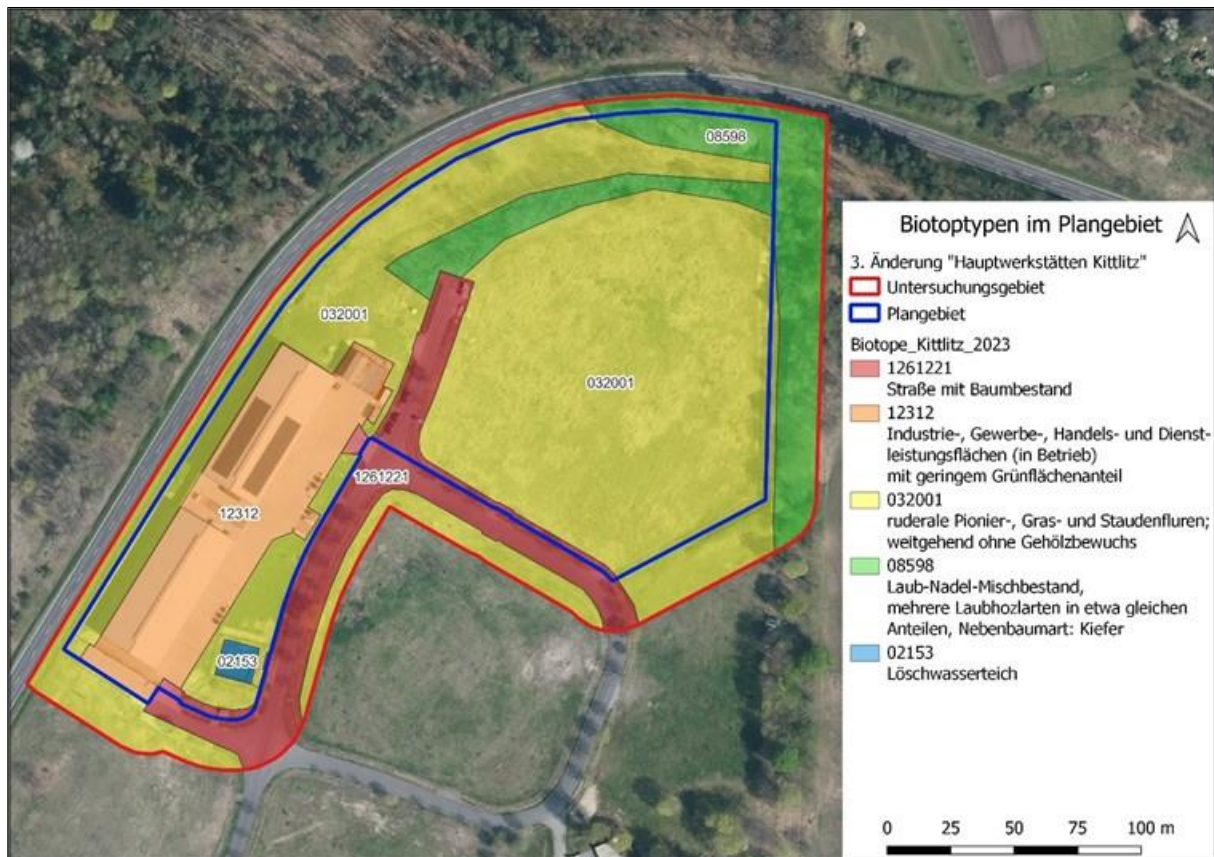 08598
032001
032001
1261221
12312
02153
Biotoptypen im Plangebiet
3. Änderung "Hauptwerkstätten Kittlitz"
Untersuchungsgebiet
Plangebiet
Biotope_Kittlitz_2023
1261221
Straße mit Baumbestand
12312
Industrie-, Gewerbe-, Handels- und Dienst-
leistungsflächen (in Betrieb)
mit geringem Grünflächenanteil
032001
ruderale Pionier-, Gras- und Staudenfluren;
weitgehend ohne Gehölzbewuchs
08598
Laub-Nadel-Mischbestand,
mehrere Laubholzarten in etwa gleichen
Anteilen, Nebenbaumart: Kiefer
02153
Löschwasserteich
0 25 50 75 100 m